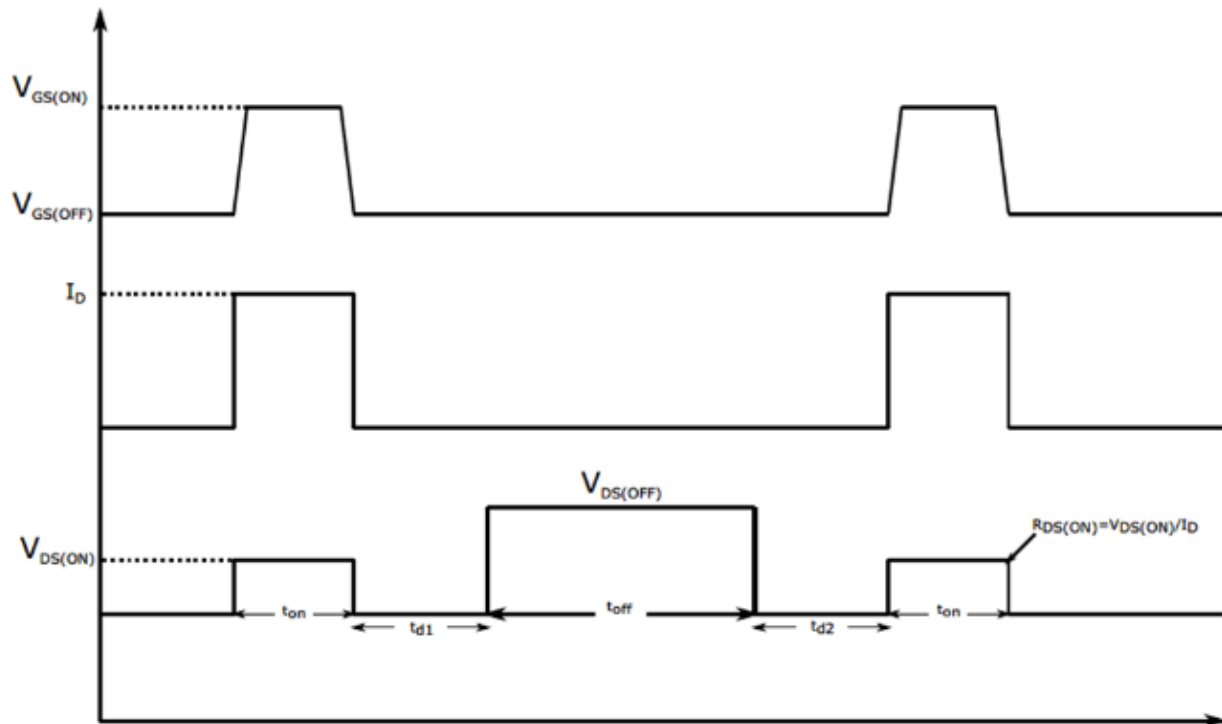 VGS(ON)
VGS(OFF)
ID
VDS(OFF)
RDS(ON)=VDS(ON)/ID
VDS(ON)
ton
td1
toff
td2
ton